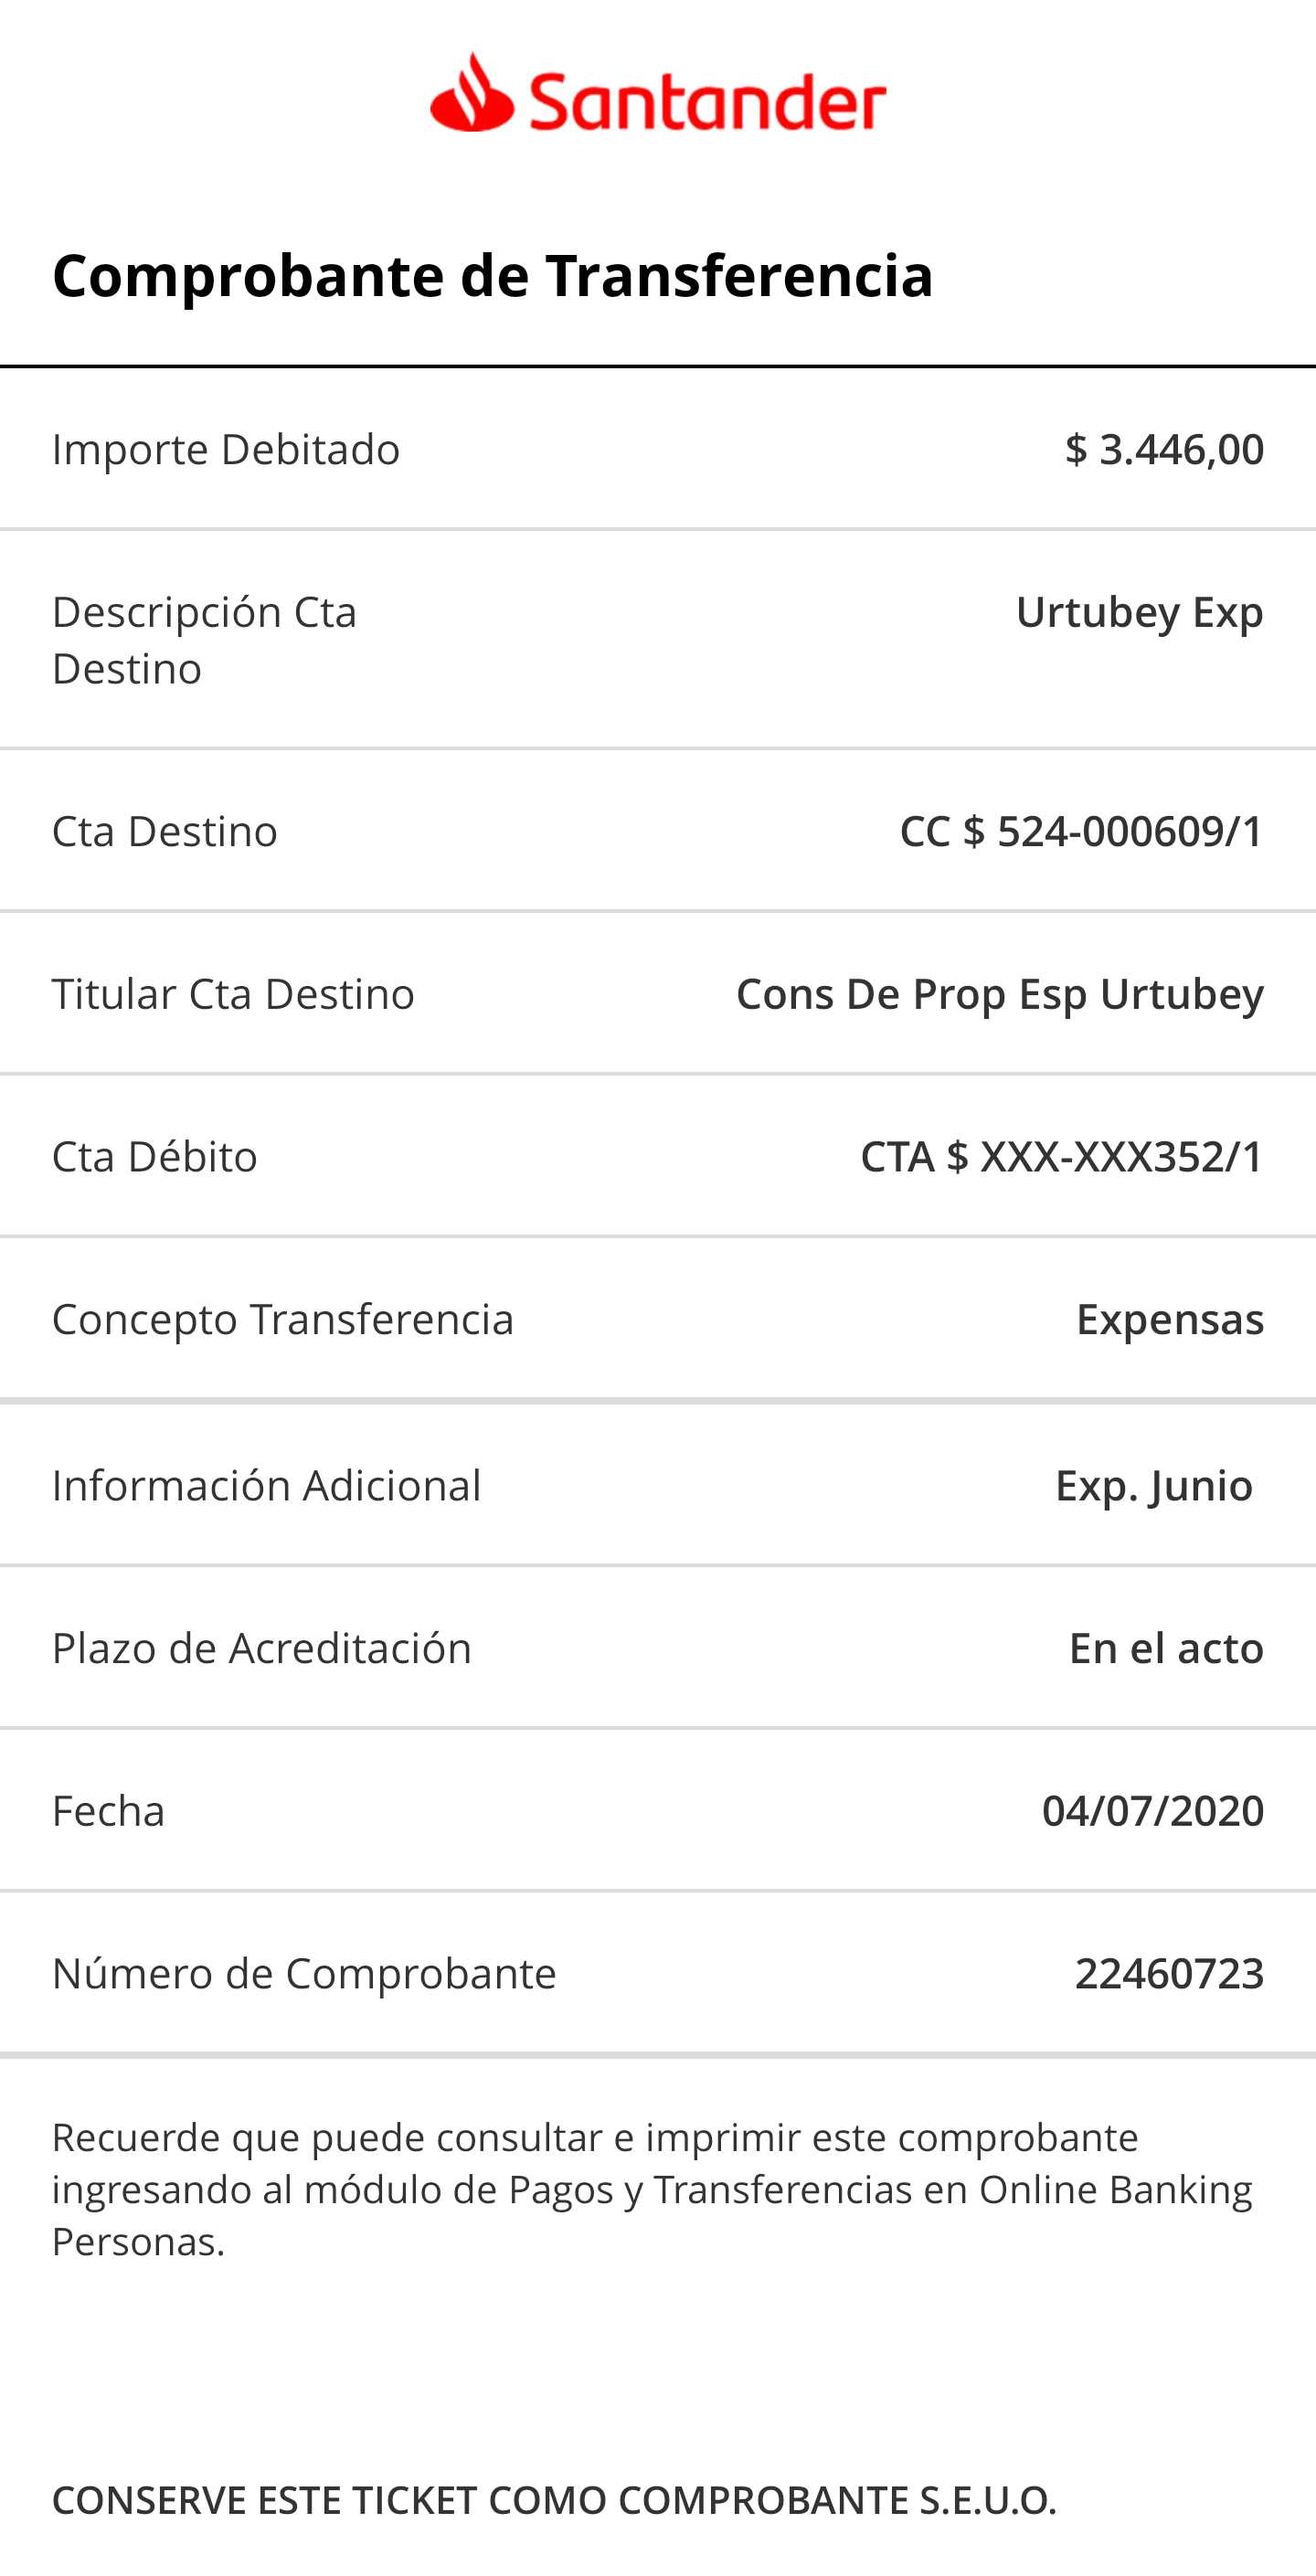 Santander
Comprobante de Transferencia
Importe Debitado $ 3.446,00
Descripción Cta Urtubey Exp
Destino
Cta Destino CC $ 524-000609/1
Titular Cta Destino Cons De Prop Esp Urtubey
Cta Débito CTA $ XXX-XXX352/1
Concepto Transferencia Expensas
Información Adicional Exp. Junio
Plazo de Acreditación En el acto
Fecha 04/07/2020
Número de Comprobante 22460723
Recuerde que puede consultar e imprimir este comprobante
ingresando al módulo de Pagos y Transferencias en Online Banking
Personas.
CONSERVE ESTE TICKET COMO COMPROBANTE S.E.U.O.